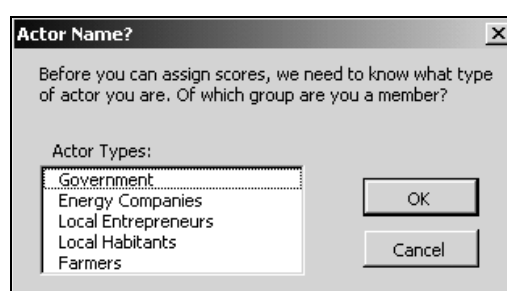 Actor Name?
Before you can assign scores, we need to know what type
of actor you are. Of which group are you a member?
Actor Types:
Government
Energy Companies
Local Entrepreneurs
Local Habitants
Farmers
OK
Cancel